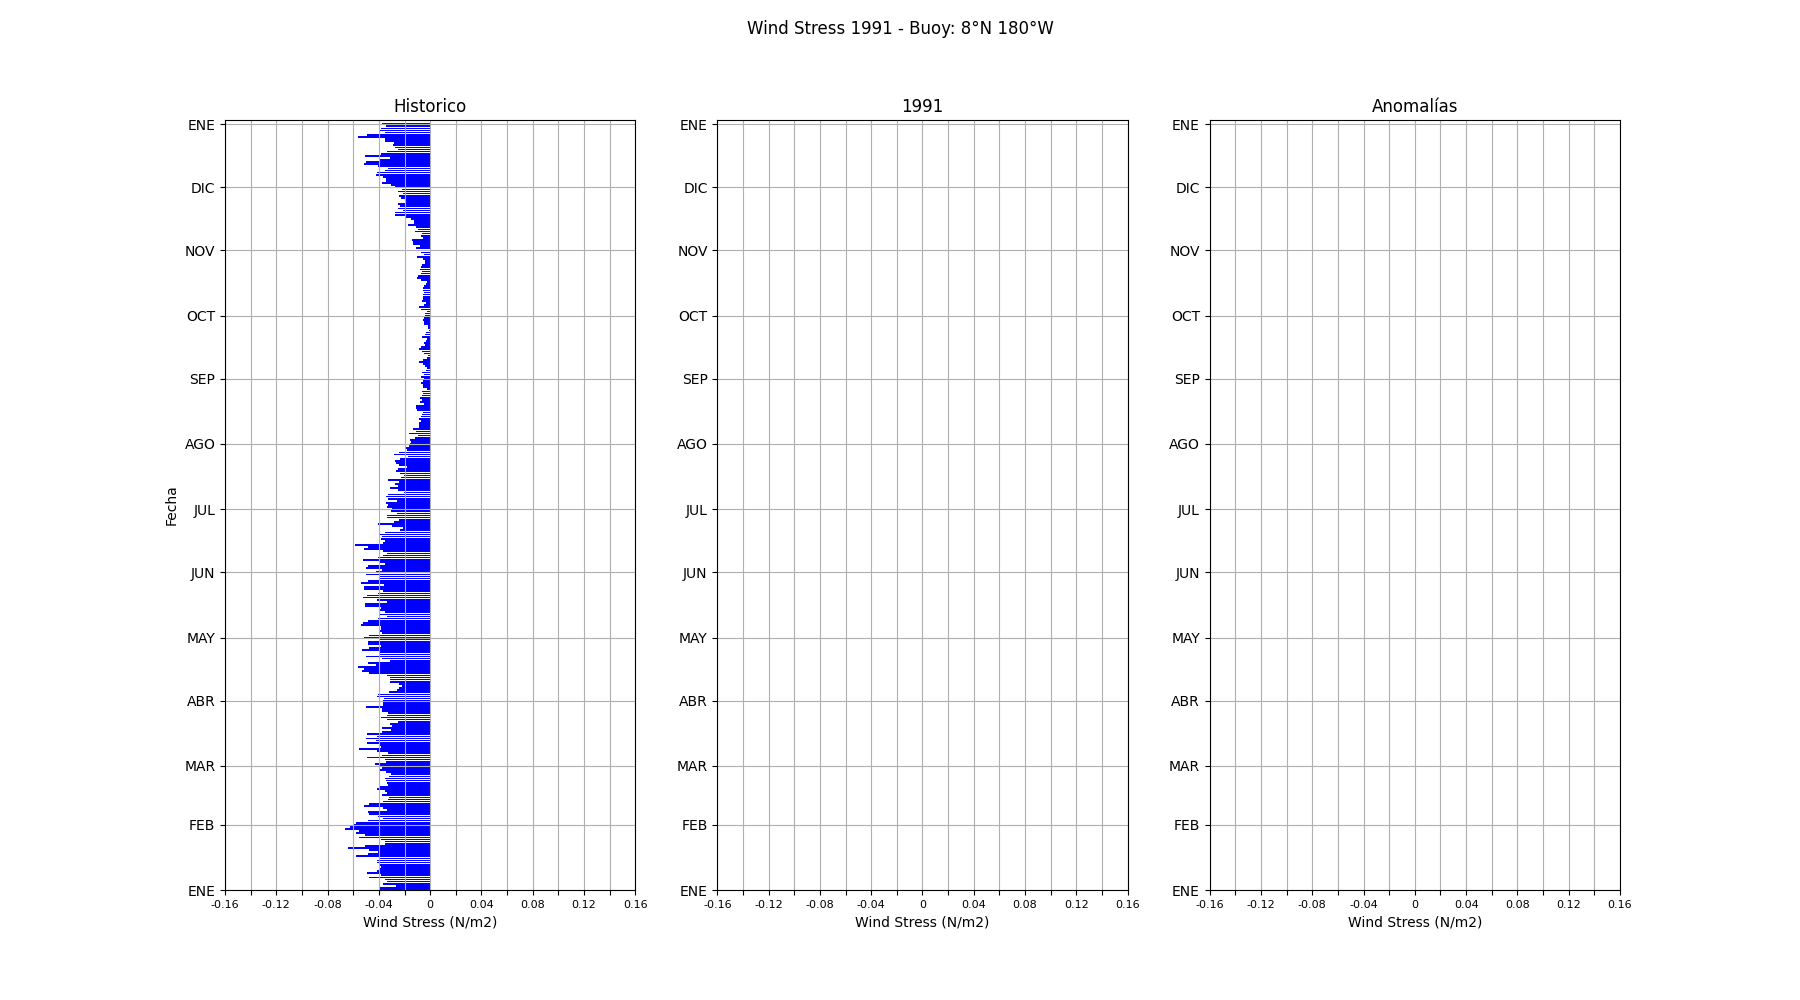 Wind Stress 1991 - Buoy: 8°N 180°W
Historico
ENE
DIC
NOV
OCT
SEP
AGO
JUL
JUN
MAY
ABR
MAR
FEB
ENE
Fecha
-0.16 -0.12 -0.08 -0.04 0 0.04 0.08 0.12 0.16
Wind Stress (N/m2)
1991
ENE
DIC
NOV
OCT
SEP
AGO
JUL
JUN
MAY
ABR
MAR
FEB
ENE
-0.16 -0.12 -0.08 -0.04 0 0.04 0.08 0.12 0.16
Wind Stress (N/m2)
Anomalías
ENE
DIC
NOV
OCT
SEP
AGO
JUL
JUN
MAY
ABR
MAR
FEB
ENE
-0.16 -0.12 -0.08 -0.04 0 0.04 0.08 0.12 0.16
Wind Stress (N/m2)